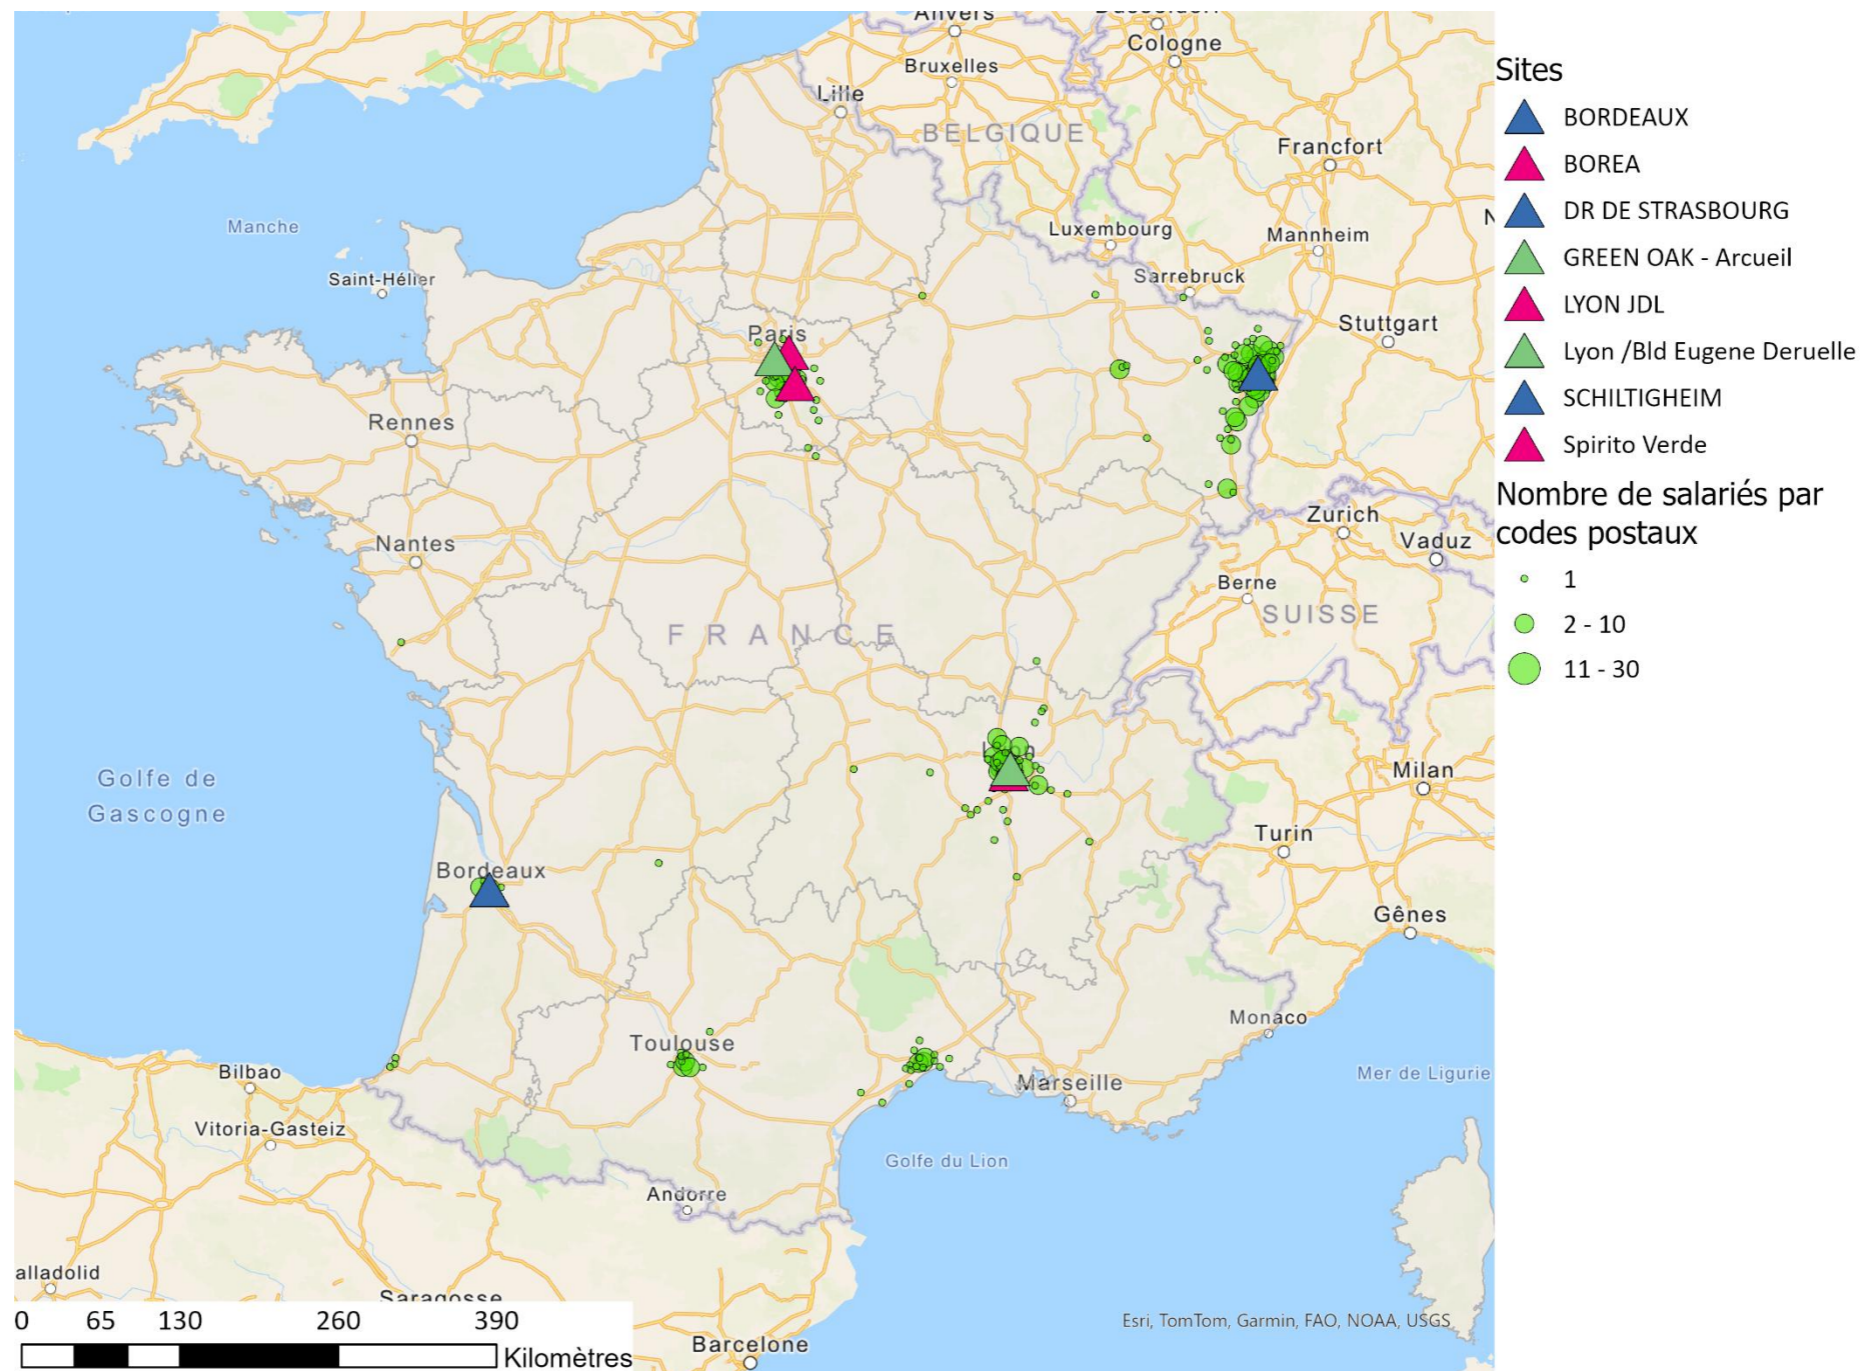 Anvers
Düsseldorf
Cologne
Bruxelles
Lille
BELGIQUE
Francfort
Manche
Luxembourg
Mannheim
Saint-Hélier
Sarrebruck
Paris
Stuttgart
Rennes
Nantes
Zurich
Vaduz
Berne
SUISSE
FRANCE
Lyon
Golfe de
Gascogne
Milan
Turin
Bordeaux
Gênes
Monaco
Toulouse
Bilbao
Marseille
Mer de Ligurie
Vitoria-Gasteiz
Golfe du Lion
Andorre
alladolid
Saragosse
Barcelone
0 65 130 260 390
Kilomètres
Esri, TomTom, Garmin, FAO, NOAA, USGS
Sites
BORDEAUX
BOREA
DR DE STRASBOURG
GREEN OAK - Arcueil
LYON JDL
Lyon /Bld Eugene Deruelle
SCHILTIGHEIM
Spirito Verde
Nombre de salariés par
codes postaux
1
2 - 10
11 - 30